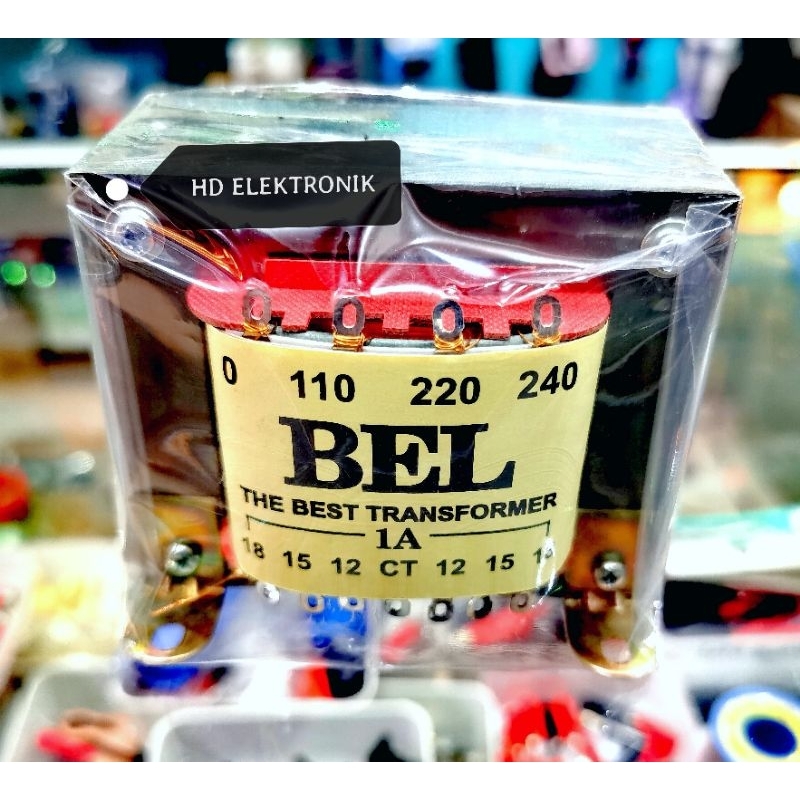 HD ELEKTRONIK
0 110 220 240
BEL
THE BEST TRANSFORMER
1A
18 15 12 CT 12 15